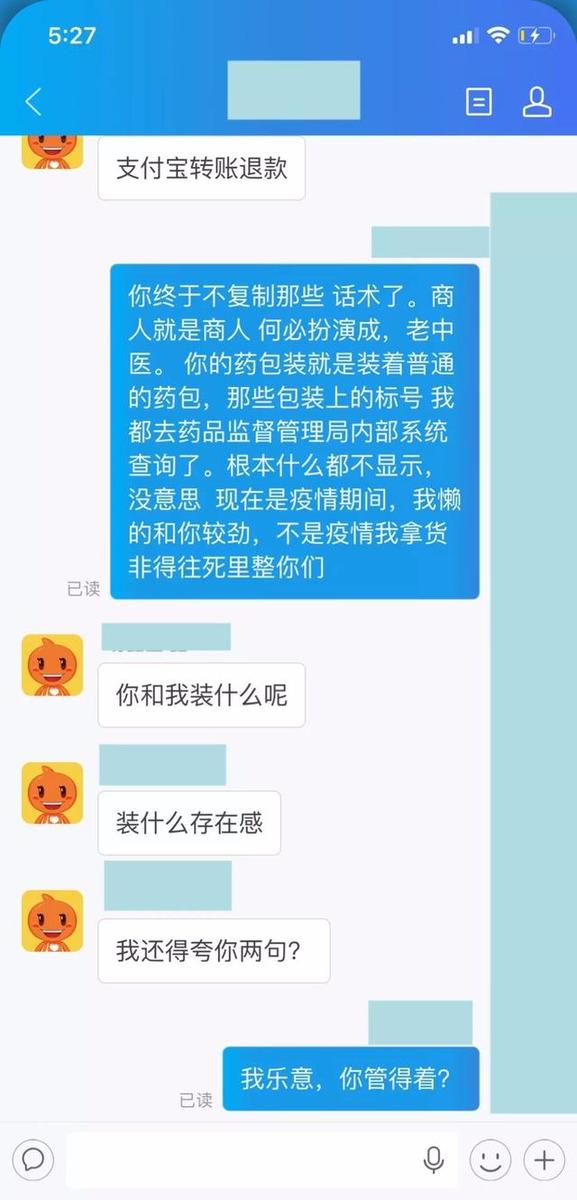 5:27
支付宝转账退款
你终于不复制那些 话术了。商
人就是商人 何必扮演成，老中
医。 你的药包装就是装着普通
的药包，那些包装上的标号 我
都去药品监督管理局内部系统
查询了。根本什么都不显示，
没意思  现在是疫情期间，我懒
的和你较劲，不是疫情我拿货
非得往死里整你们
已读
你和我装什么呢
装什么存在感
我还得夸你两句？
我乐意，你管得着？
已读